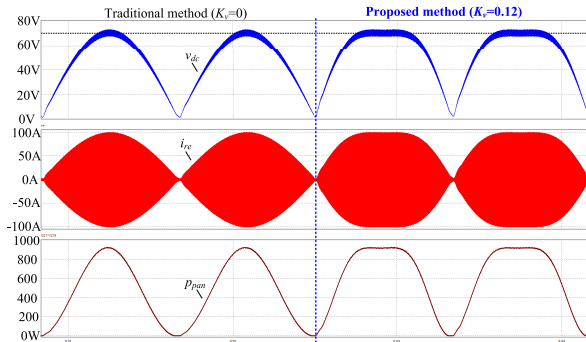 Traditional method (Kv=0)
Proposed method (Kv=0.12)
80V
60V
40V
20V
0V
vdc
100A
50A
0A
-50A
-100A
ire
1000
800
600
400
200
0W
ppan